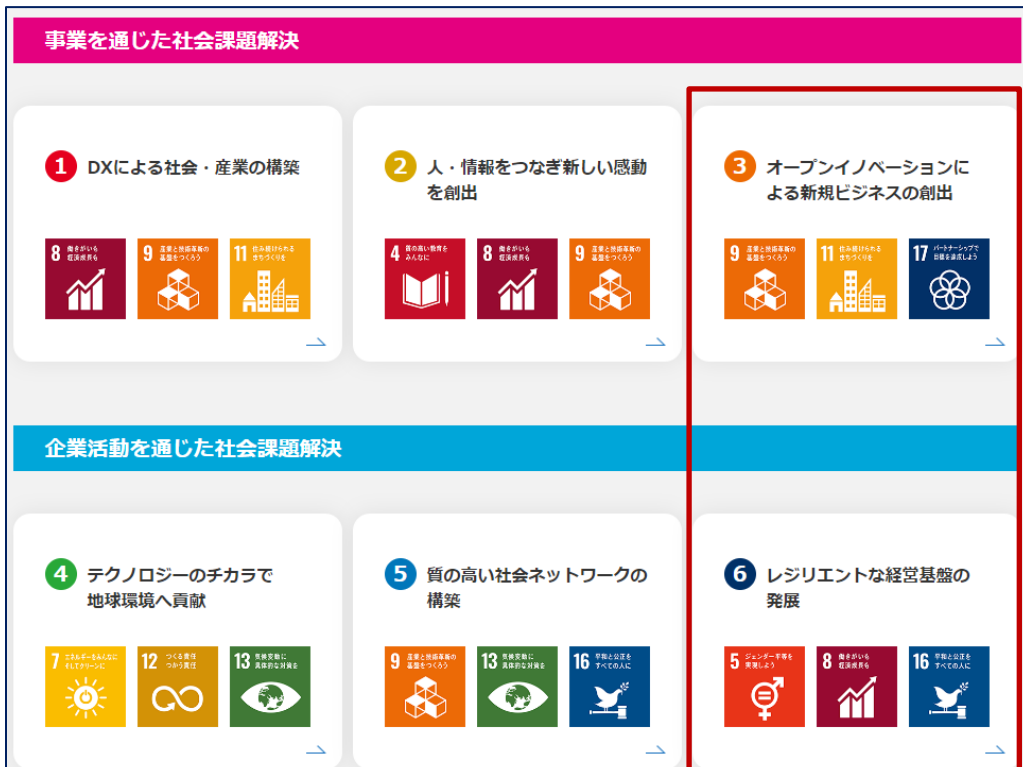 事業を通じた社会課題解決
1 DXによる社会・産業の構築
8 働きがいも
経済成長も
9 産業と技術革新の
基盤をつくろう
11 住み続けられる
まちづくりを
2 人・情報をつなぎ新しい感動
を創出
4 質の高い教育を
みんなに
8 働きがいも
経済成長も
9 産業と技術革新の
基盤をつくろう
3 オープンイノベーションに
よる新規ビジネスの創出
9 産業と技術革新の
基盤をつくろう
11 住み続けられる
まちづくりを
17 パートナーシップで
目標を達成しよう
企業活動を通じた社会課題解決
4 テクノロジーのチカラで
地球環境へ貢献
7 エネルギーをみんなに
そしてクリーンに
12 つくる責任
つかう責任
13 気候変動に
具体的な対策を
5 質の高い社会ネットワークの
構築
9 産業と技術革新の
基盤をつくろう
13 気候変動に
具体的な対策を
16 平和と公正を
すべての人に
6 レジリエントな経営基盤の
発展
5 ジェンダー平等を
実現しよう
8 働きがいも
経済成長も
16 平和と公正を
すべての人に